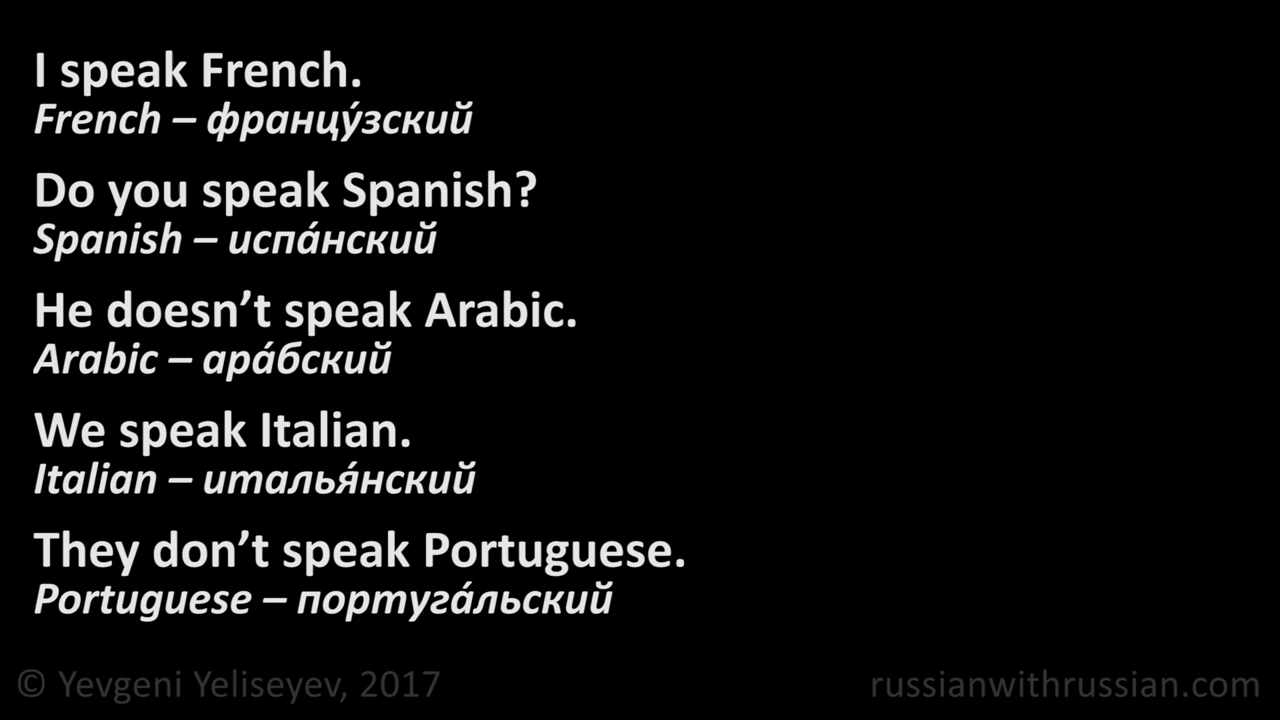 I speak French.
French – францу́зский
Do you speak Spanish?
Spanish – испа́нский
He doesn’t speak Arabic.
Arabic – ара́бский
We speak Italian.
Italian – италья́нский
They don’t speak Portuguese.
Portuguese – португа́льский
© Yevgeni Yeliseyev, 2017
russianwithrussian.com